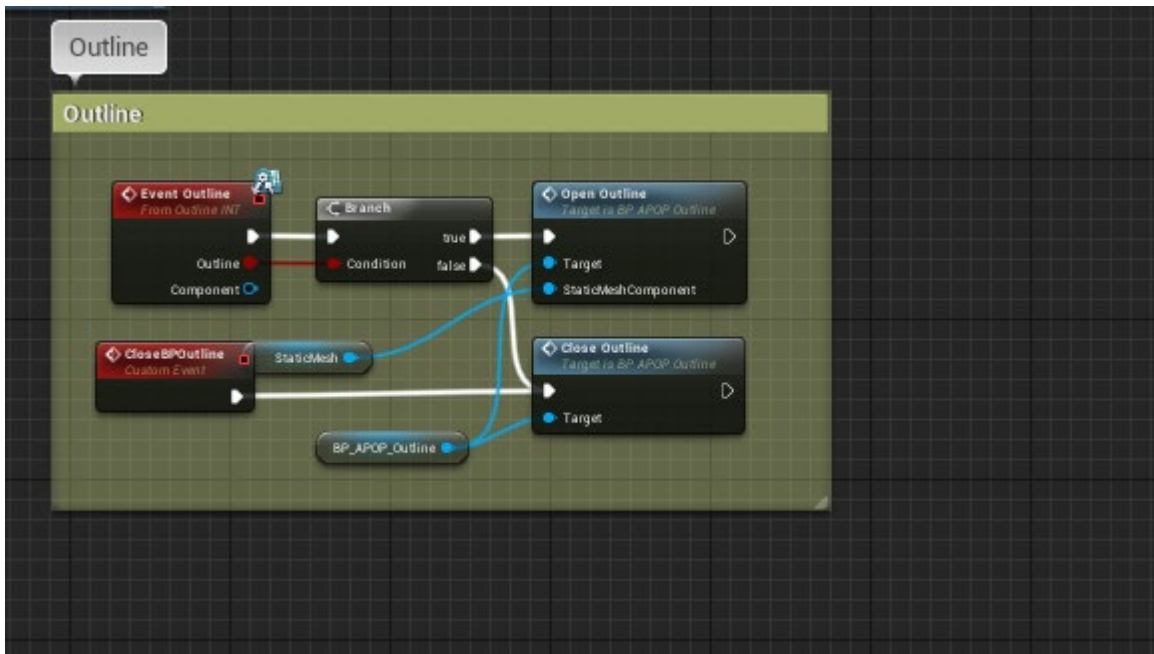 Outline
Outline
Event Outline
From Outline INT
Outline
Component
Branch
true
Condition
false
Open Outline
Target is BP APOP Outline
Target
StaticMeshComponent
CloseBPOutline
Custom Event
StaticMesh
BP_APOP_Outline
Close Outline
Target is BP APOP Outline
Target